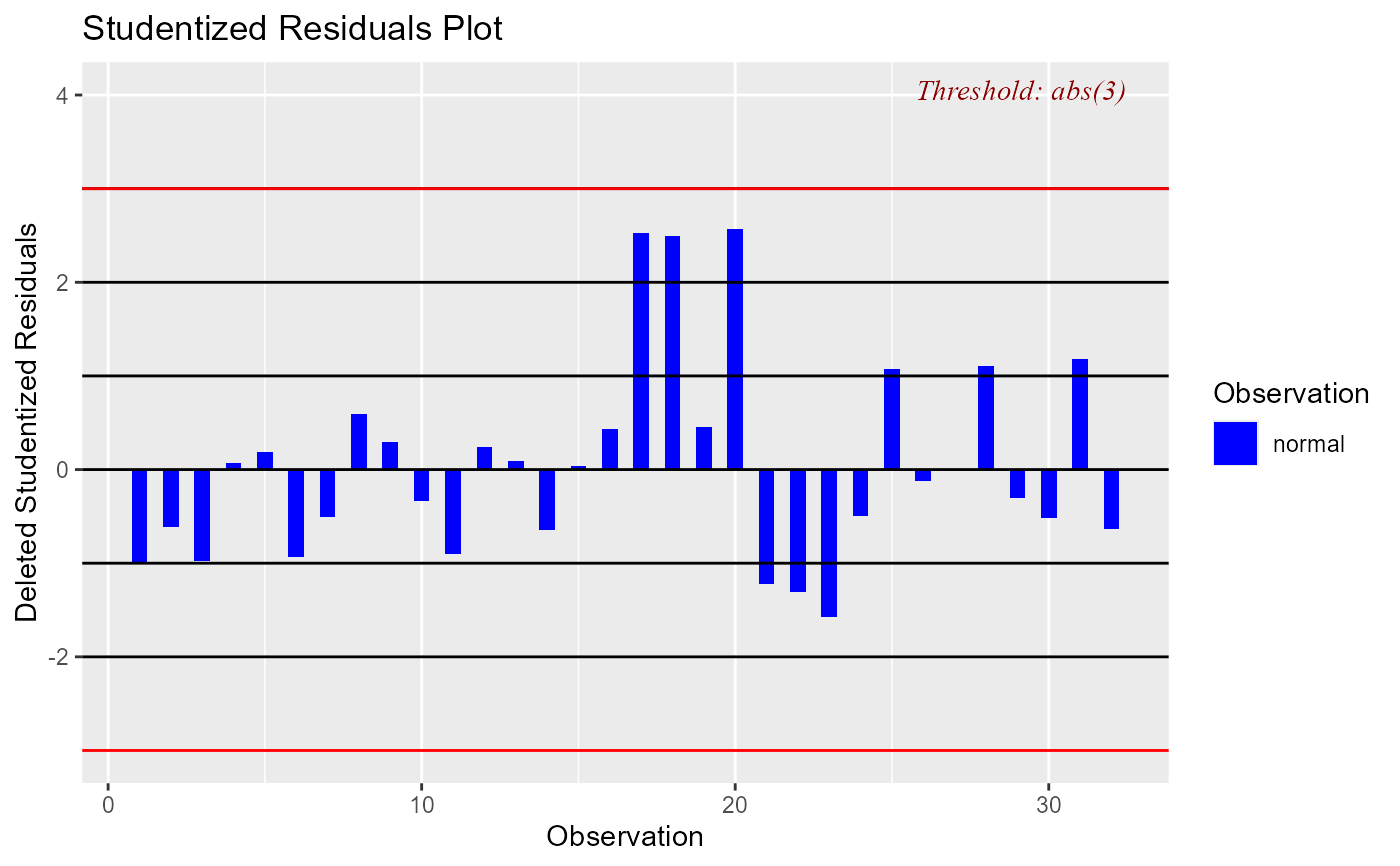 Studentized Residuals Plot
Threshold: abs(3)
4
2
0
-2
Deleted Studentized Residuals
0
10
20
30
Observation
Observation
normal